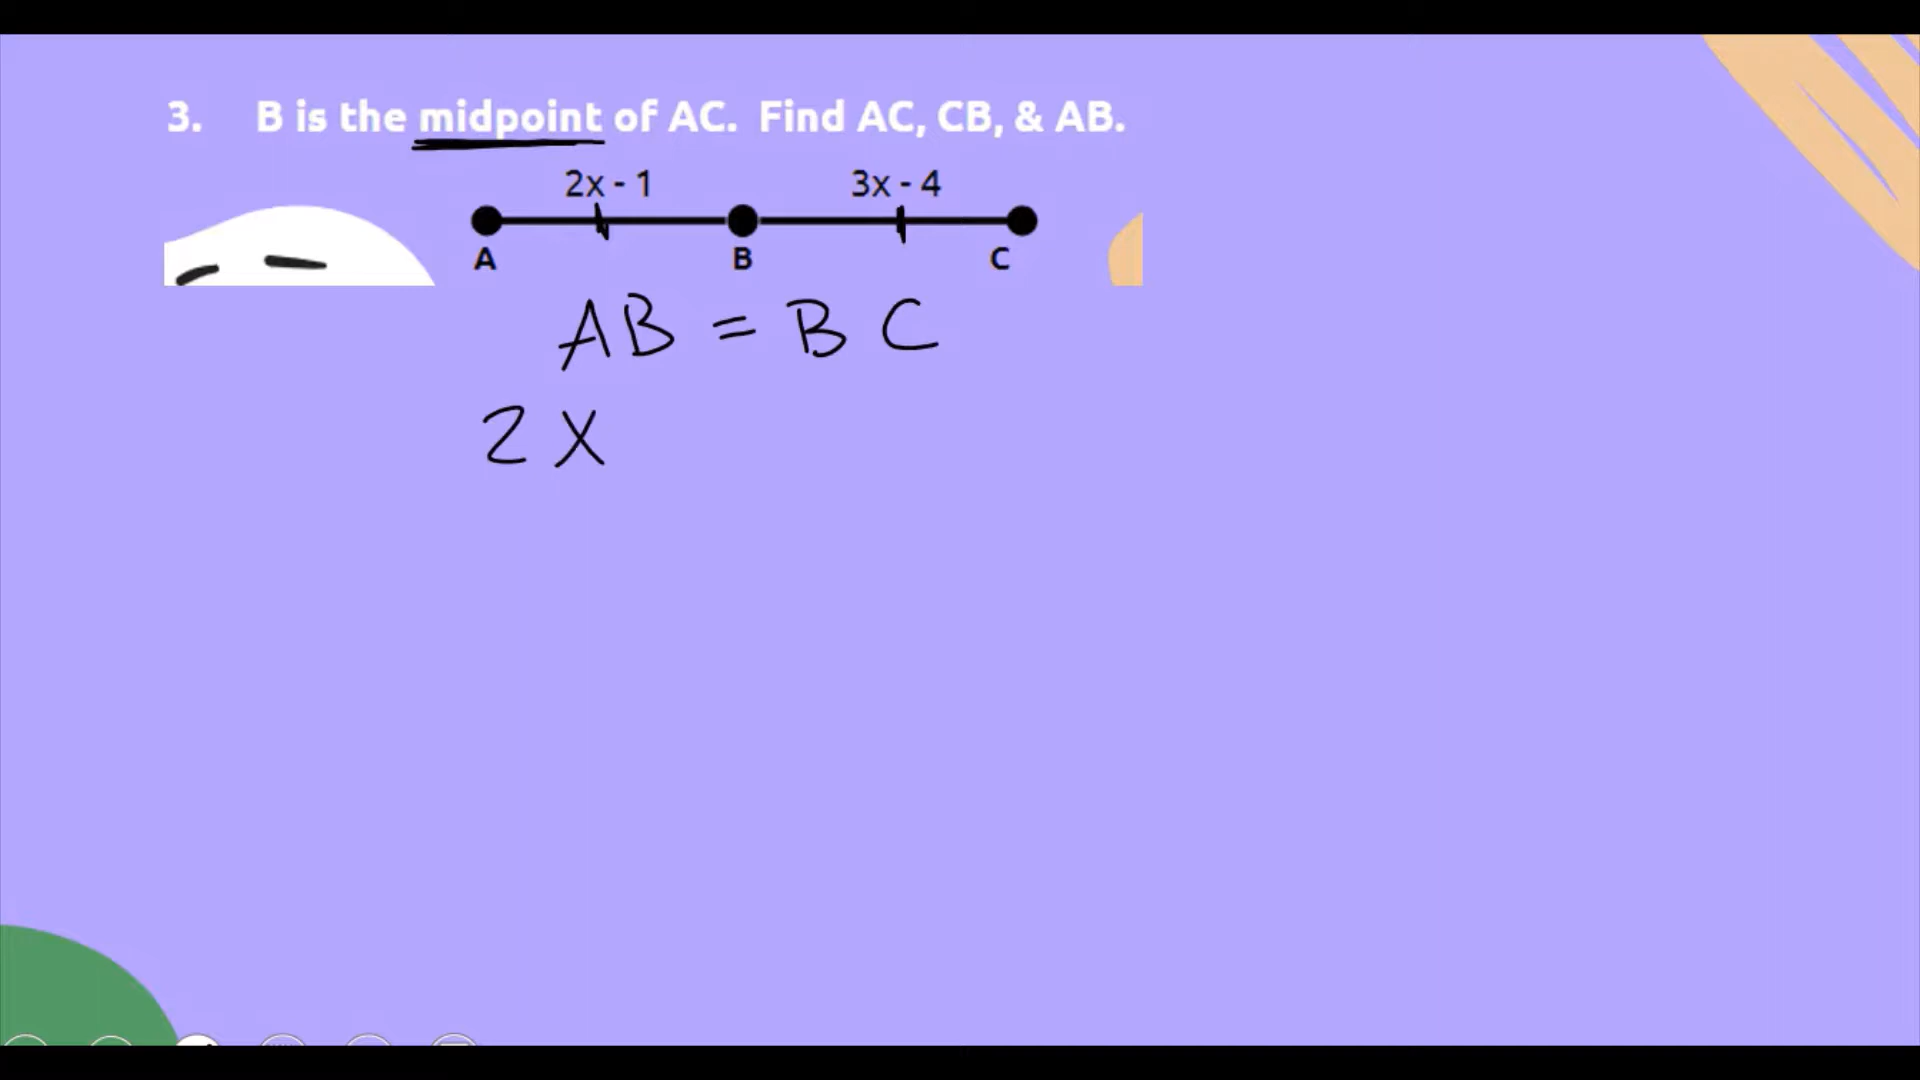 3. B is the midpoint of AC. Find AC, CB, & AB.
2x - 1 3x - 4
A B C
AB = BC
2X